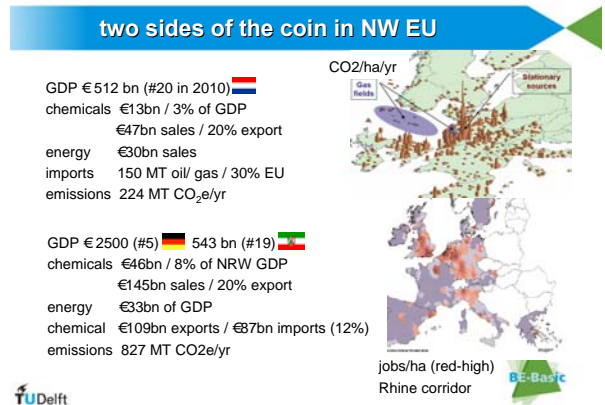 two sides of the coin in NW EU
GDP € 512 bn (#20 in 2010)
chemicals €13bn / 3% of GDP
€47bn sales / 20% export
energy €30bn sales
imports 150 MT oil/ gas / 30% EU
emissions 224 MT CO2e/yr
GDP € 2500 (#5) 543 bn (#19)
chemicals €46bn / 8% of NRW GDP
€145bn sales / 20% export
energy €33bn of GDP
chemical €109bn exports / €87bn imports (12%)
emissions 827 MT CO2e/yr
CO2/ha/yr
Gas
fields
Stationary
sources
jobs/ha (red-high)
Rhine corridor
BE-Basic
TUDelft